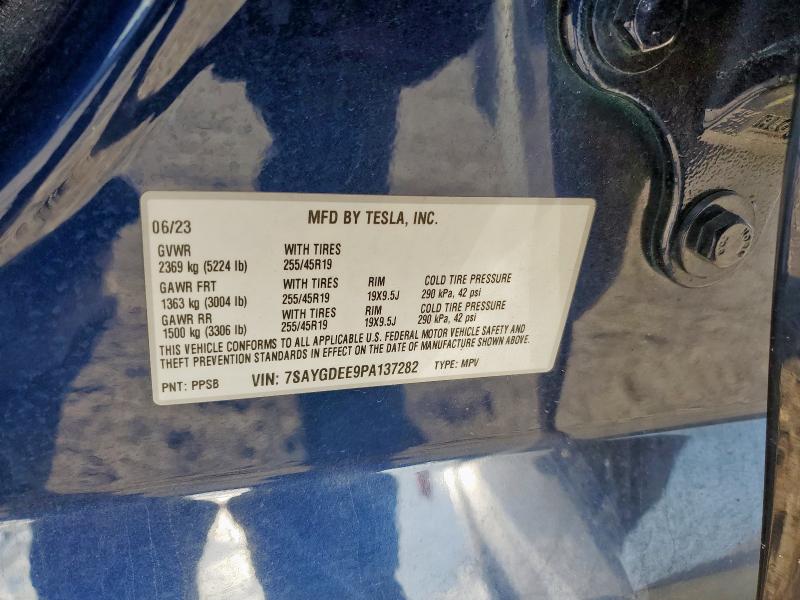 06/23 MFD BY TESLA, INC.
GVWR WITH TIRES
2369 kg (5224 lb) 255/45R19
GAWR FRT WITH TIRES RIM COLD TIRE PRESSURE
1363 kg (3004 lb) 255/45R19 19X9.5J 290 kPa, 42 psi
GAWR RR WITH TIRES RIM COLD TIRE PRESSURE
1500 kg (3306 lb) 255/45R19 19X9.5J 290 kPa, 42 psi
THIS VEHICLE CONFORMS TO ALL APPLICABLE U.S. FEDERAL MOTOR VEHICLE SAFETY AND
THEFT PREVENTION STANDARDS IN EFFECT ON THE DATE OF MANUFACTURE SHOWN ABOVE.
PNT: PPSB VIN: 7SAYGDEE9PA137282 TYPE: MPV